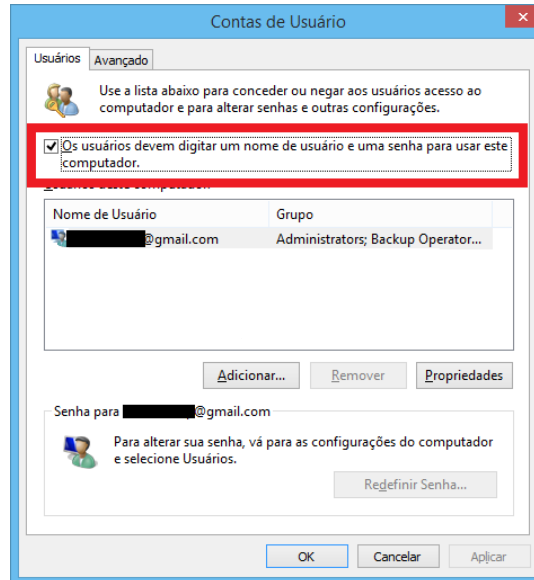 Contas de Usuário
Usuários Avançado
Use a lista abaixo para conceder ou negar aos usuários acesso ao
computador e para alterar senhas e outras configurações.
Os usuários devem digitar um nome de usuário e uma senha para usar este
computador.
Nome de Usuário Grupo
@gmail.com Administrators; Backup Operator...
Adicionar... Remover Propriedades
Senha para @gmail.com
Para alterar sua senha, vá para as configurações do computador
e selecione Usuários.
Redefinir Senha...
OK Cancelar Aplicar